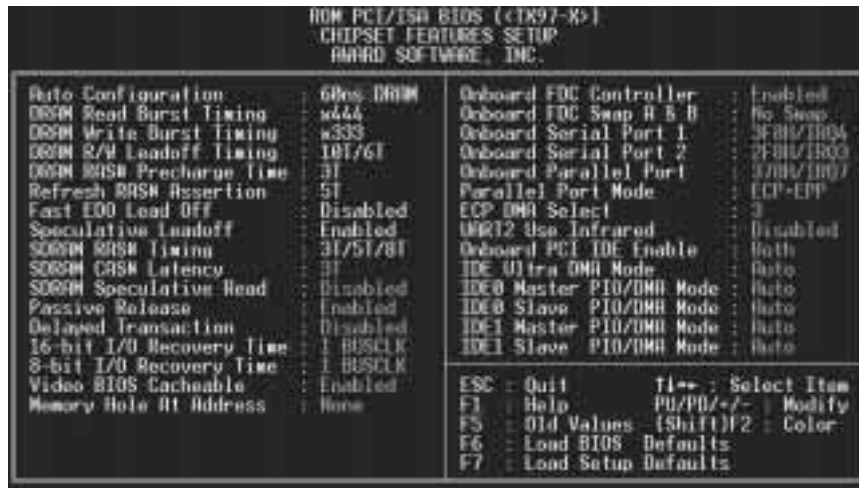 ROM PCI/ISA BIOS (<TX97-X>)
CHIPSET FEATURES SETUP
AWARD SOFTWARE, INC.
Auto Configuration : 60ns DRAM
DRAM Read Burst Timing : x444
DRAM Write Burst Timing : x333
DRAM R/W Leadoff Timing : 10T/6T
DRAM RAS# Precharge Time : 3T
Refresh RAS# Assertion : 5T
Fast EDO Lead Off : Disabled
Speculative Leadoff : Enabled
SDRAM RAS# Timing : 3T/5T/8T
SDRAM CAS# Latency : 3T
SDRAM Speculative Read : Disabled
Passive Release : Enabled
Delayed Transaction : Disabled
16-bit I/O Recovery Time : 1 BUSCLK
8-bit I/O Recovery Time : 1 BUSCLK
Video BIOS Cacheable : Enabled
Memory Hole At Address : None
Onboard FDC Controller : Enabled
Onboard FDC Swap A & B : No Swap
Onboard Serial Port 1 : 3F8H/IRQ4
Onboard Serial Port 2 : 2F8H/IRQ3
Onboard Parallel Port : 378H/IRQ7
Parallel Port Mode : ECP+EPP
ECP DMA Select : 3
UART2 Use Infrared : Disabled
Onboard PCI IDE Enable : Both
IDE Ultra DMA Mode : Auto
IDE0 Master PIO/DMA Mode : Auto
IDE0 Slave PIO/DMA Mode : Auto
IDE1 Master PIO/DMA Mode : Auto
IDE1 Slave PIO/DMA Mode : Auto
ESC : Quit ↑↓→← : Select Item
F1 : Help PU/PD/+/- : Modify
F5 : Old Values (Shift)F2 : Color
F6 : Load BIOS Defaults
F7 : Load Setup Defaults